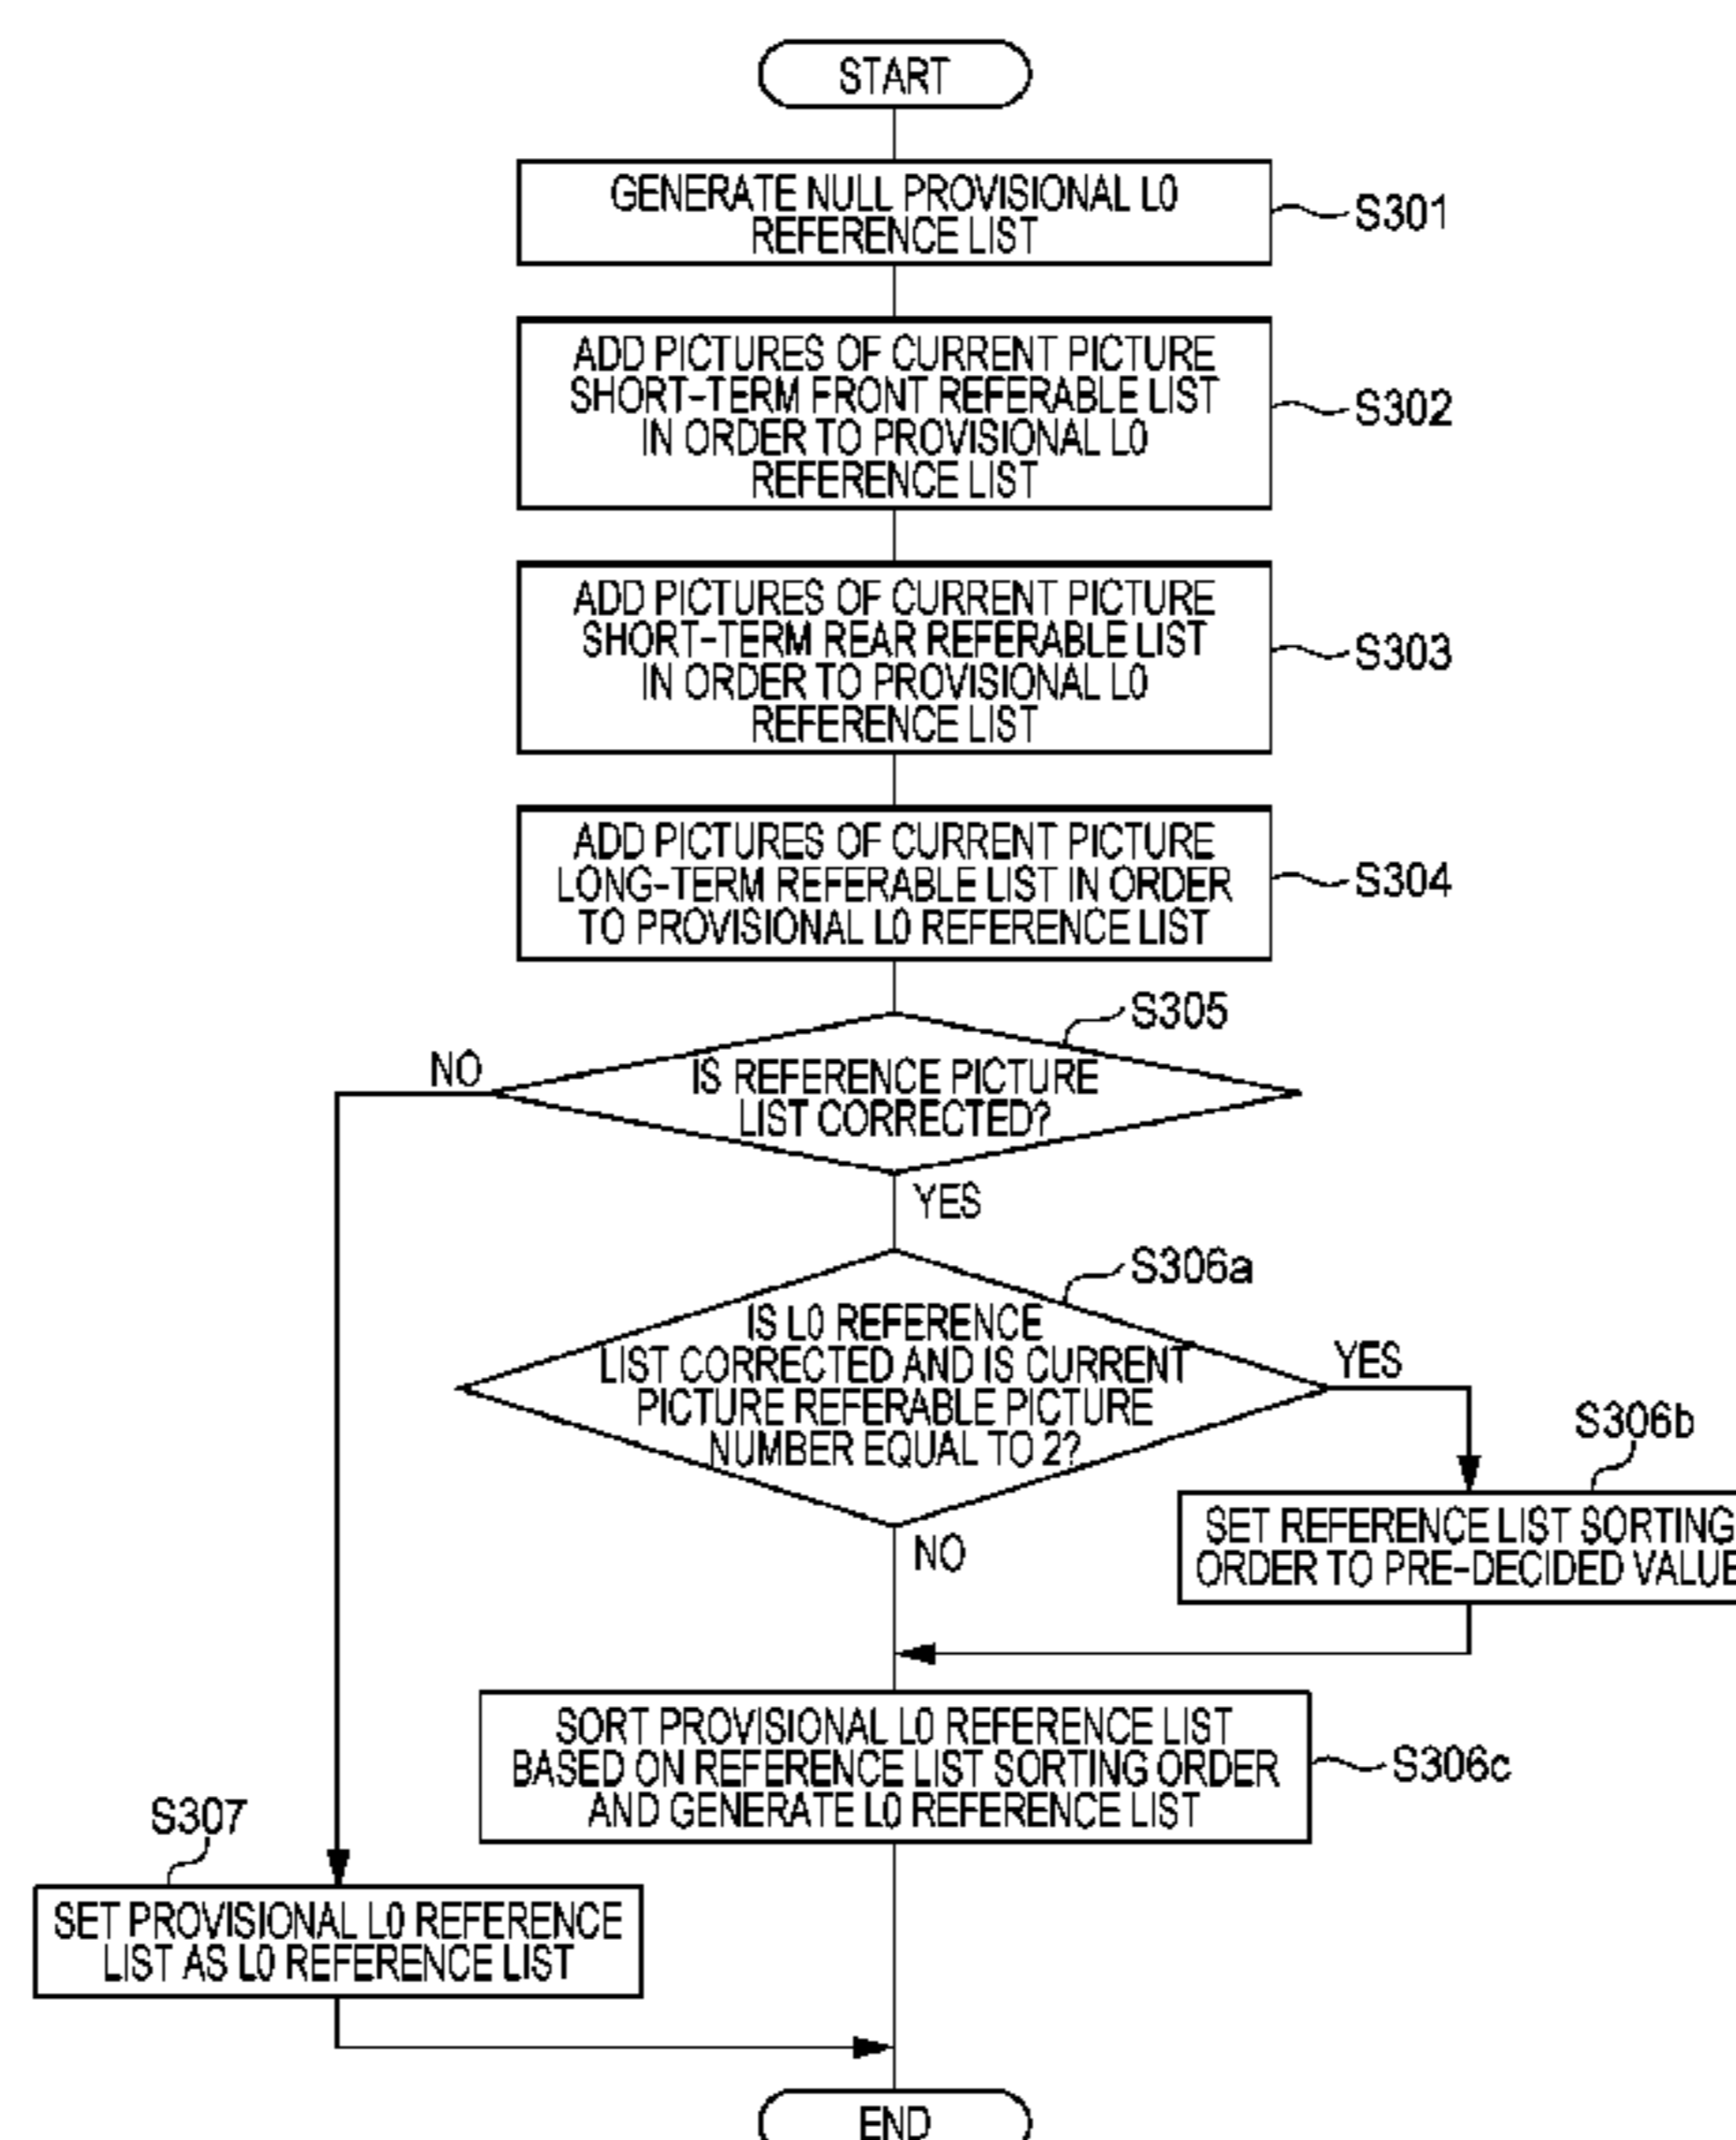 START
GENERATE NULL PROVISIONAL L0
REFERENCE LIST
S301
ADD PICTURES OF CURRENT PICTURE
SHORT-TERM FRONT REFERABLE LIST
IN ORDER TO PROVISIONAL L0
REFERENCE LIST
S302
ADD PICTURES OF CURRENT PICTURE
SHORT-TERM REAR REFERABLE LIST
IN ORDER TO PROVISIONAL L0
REFERENCE LIST
S303
ADD PICTURES OF CURRENT PICTURE
LONG-TERM REFERABLE LIST IN ORDER
TO PROVISIONAL L0 REFERENCE LIST
S304
S305
NO
IS REFERENCE PICTURE
LIST CORRECTED?
YES
S306a
IS L0 REFERENCE
LIST CORRECTED AND IS CURRENT
PICTURE REFERABLE PICTURE
NUMBER EQUAL TO 2?
YES
NO
S306b
SET REFERENCE LIST SORTING
ORDER TO PRE-DECIDED VALUE
SORT PROVISIONAL L0 REFERENCE LIST
BASED ON REFERENCE LIST SORTING ORDER
AND GENERATE L0 REFERENCE LIST
S306c
S307
SET PROVISIONAL L0 REFERENCE
LIST AS L0 REFERENCE LIST
END